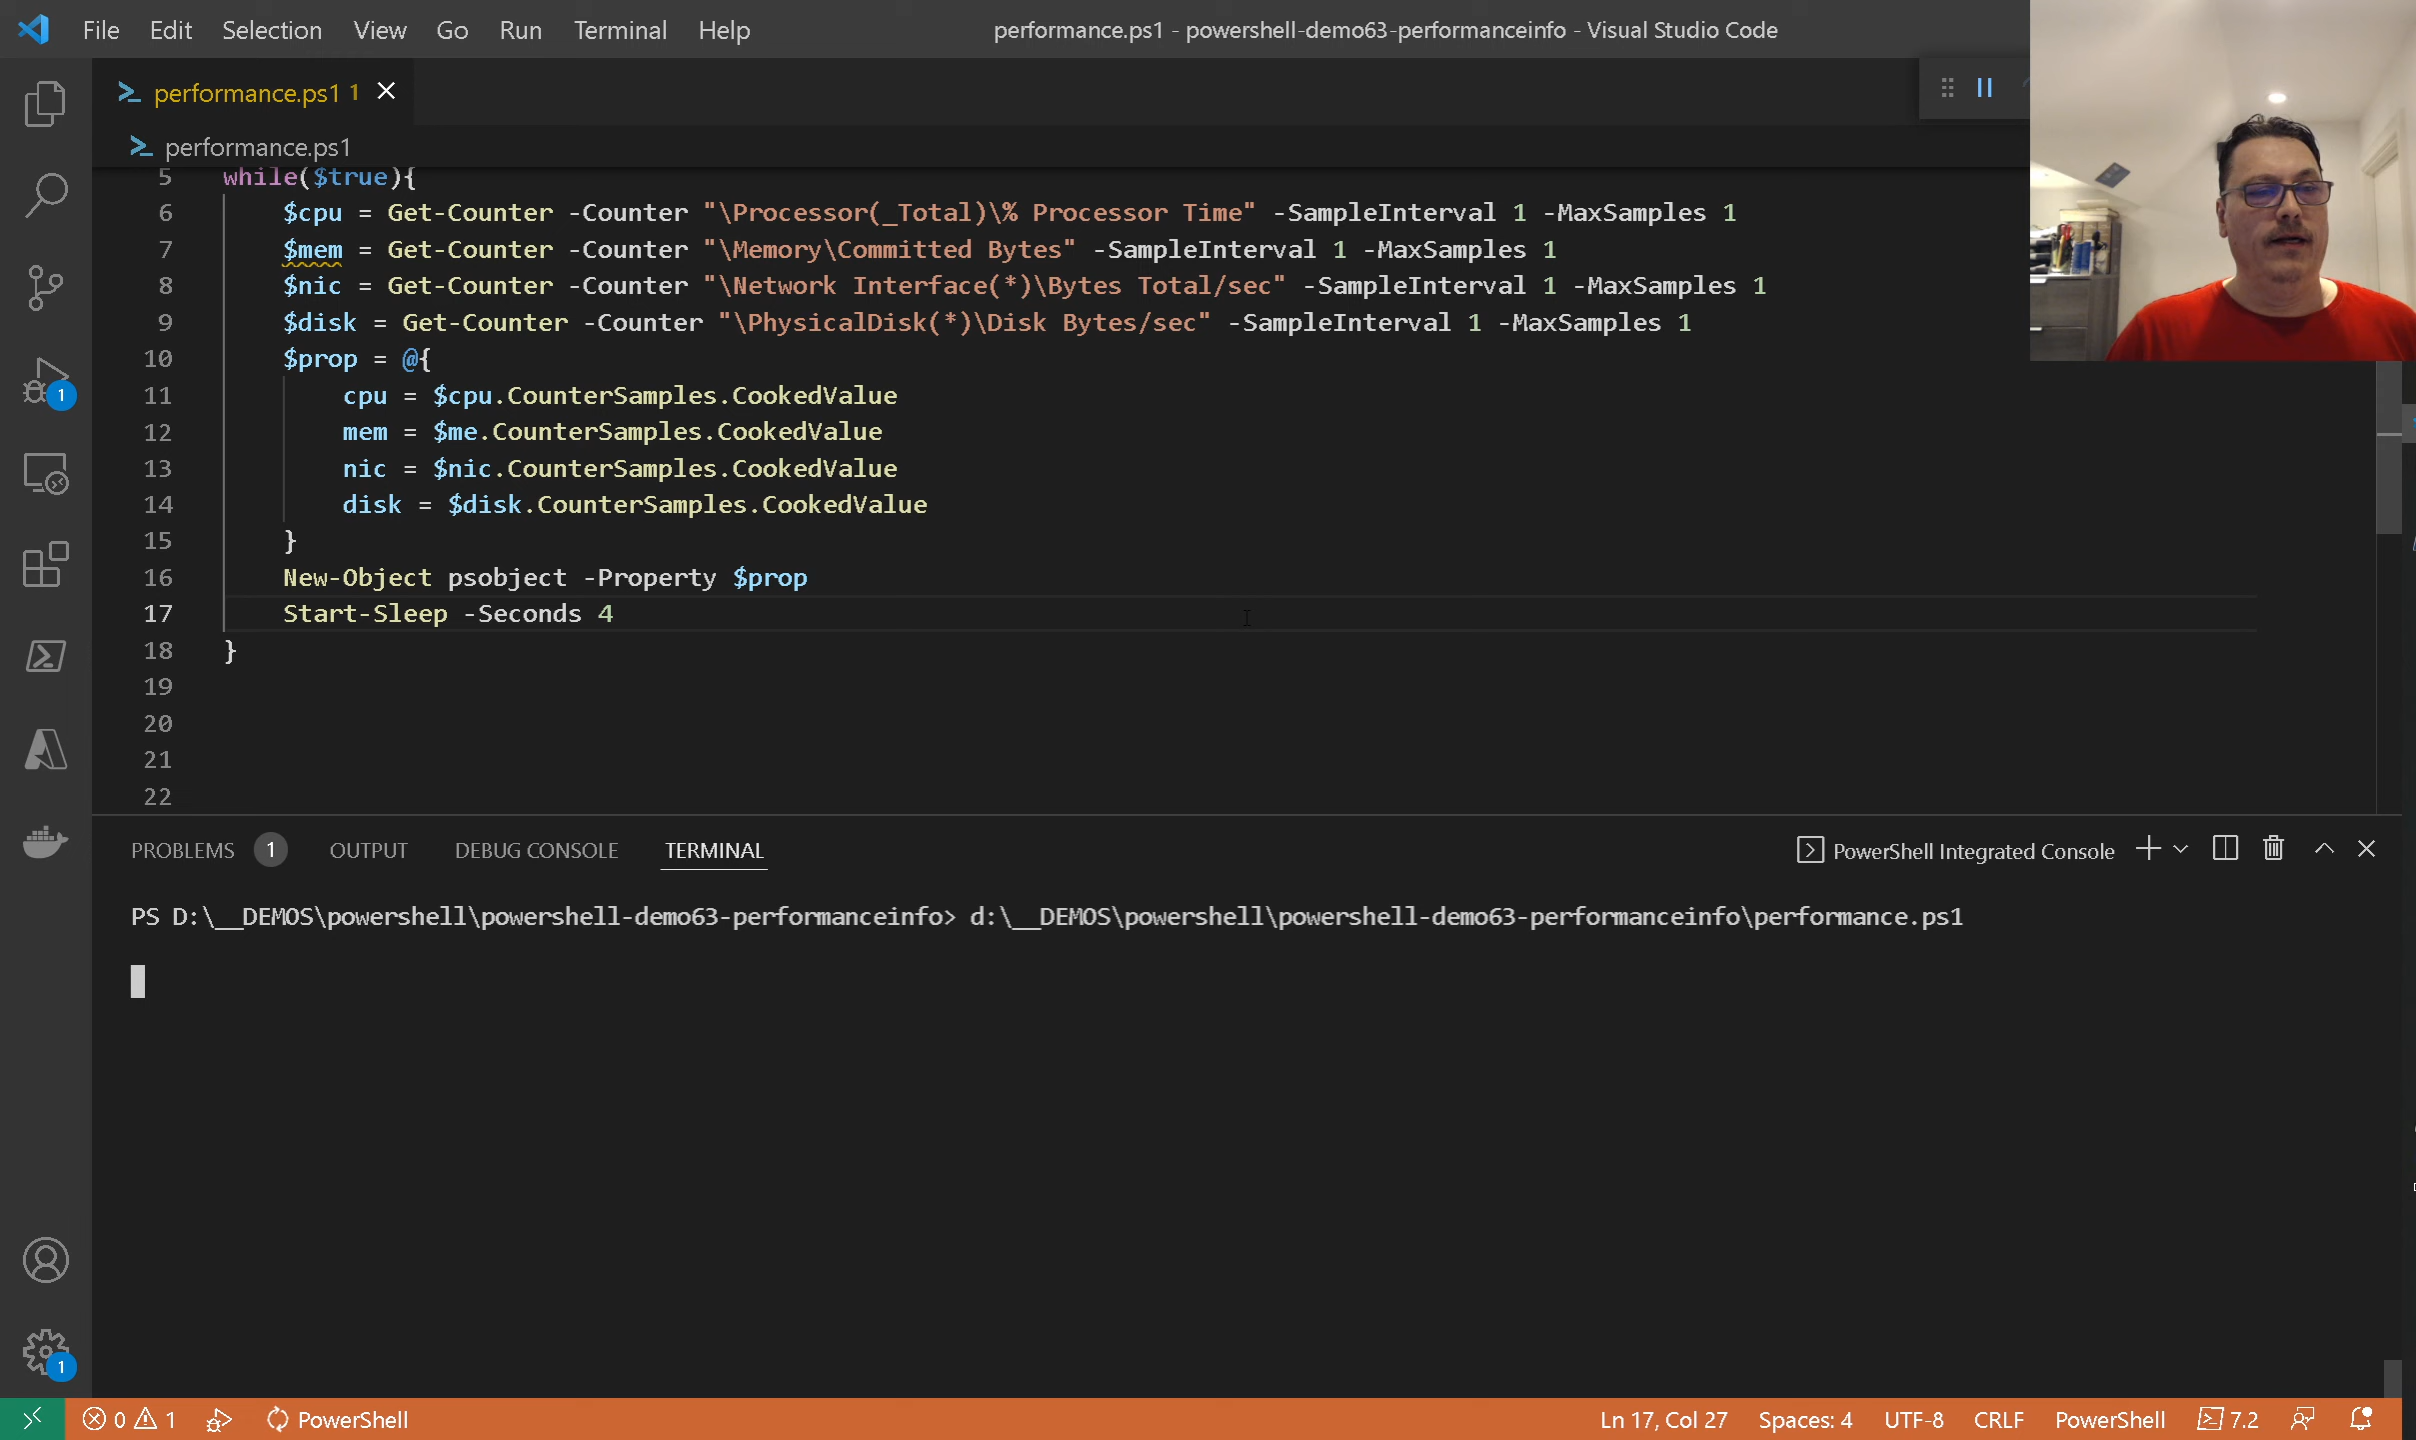 File Edit Selection View Go Run Terminal Help performance.ps1 - powershell-demo63-performanceinfo - Visual Studio Code
performance.ps1 1
performance.ps1
5 while($true){
6 $cpu = Get-Counter -Counter "\Processor(_Total)\% Processor Time" -SampleInterval 1 -MaxSamples 1
7 $mem = Get-Counter -Counter "\Memory\Committed Bytes" -SampleInterval 1 -MaxSamples 1
8 $nic = Get-Counter -Counter "\Network Interface(*)\Bytes Total/sec" -SampleInterval 1 -MaxSamples 1
9 $disk = Get-Counter -Counter "\PhysicalDisk(*)\Disk Bytes/sec" -SampleInterval 1 -MaxSamples 1
10 $prop = @{
11 cpu = $cpu.CounterSamples.CookedValue
12 mem = $me.CounterSamples.CookedValue
13 nic = $nic.CounterSamples.CookedValue
14 disk = $disk.CounterSamples.CookedValue
15 }
16 New-Object psobject -Property $prop
17 Start-Sleep -Seconds 4
18 }
19
20
21
22
1
PROBLEMS 1 OUTPUT DEBUG CONSOLE TERMINAL PowerShell Integrated Console
PS D:\__DEMOS\powershell\powershell-demo63-performanceinfo> d:\__DEMOS\powershell\powershell-demo63-performanceinfo\performance.ps1
1
0 1 PowerShell Ln 17, Col 27 Spaces: 4 UTF-8 CRLF PowerShell 7.2